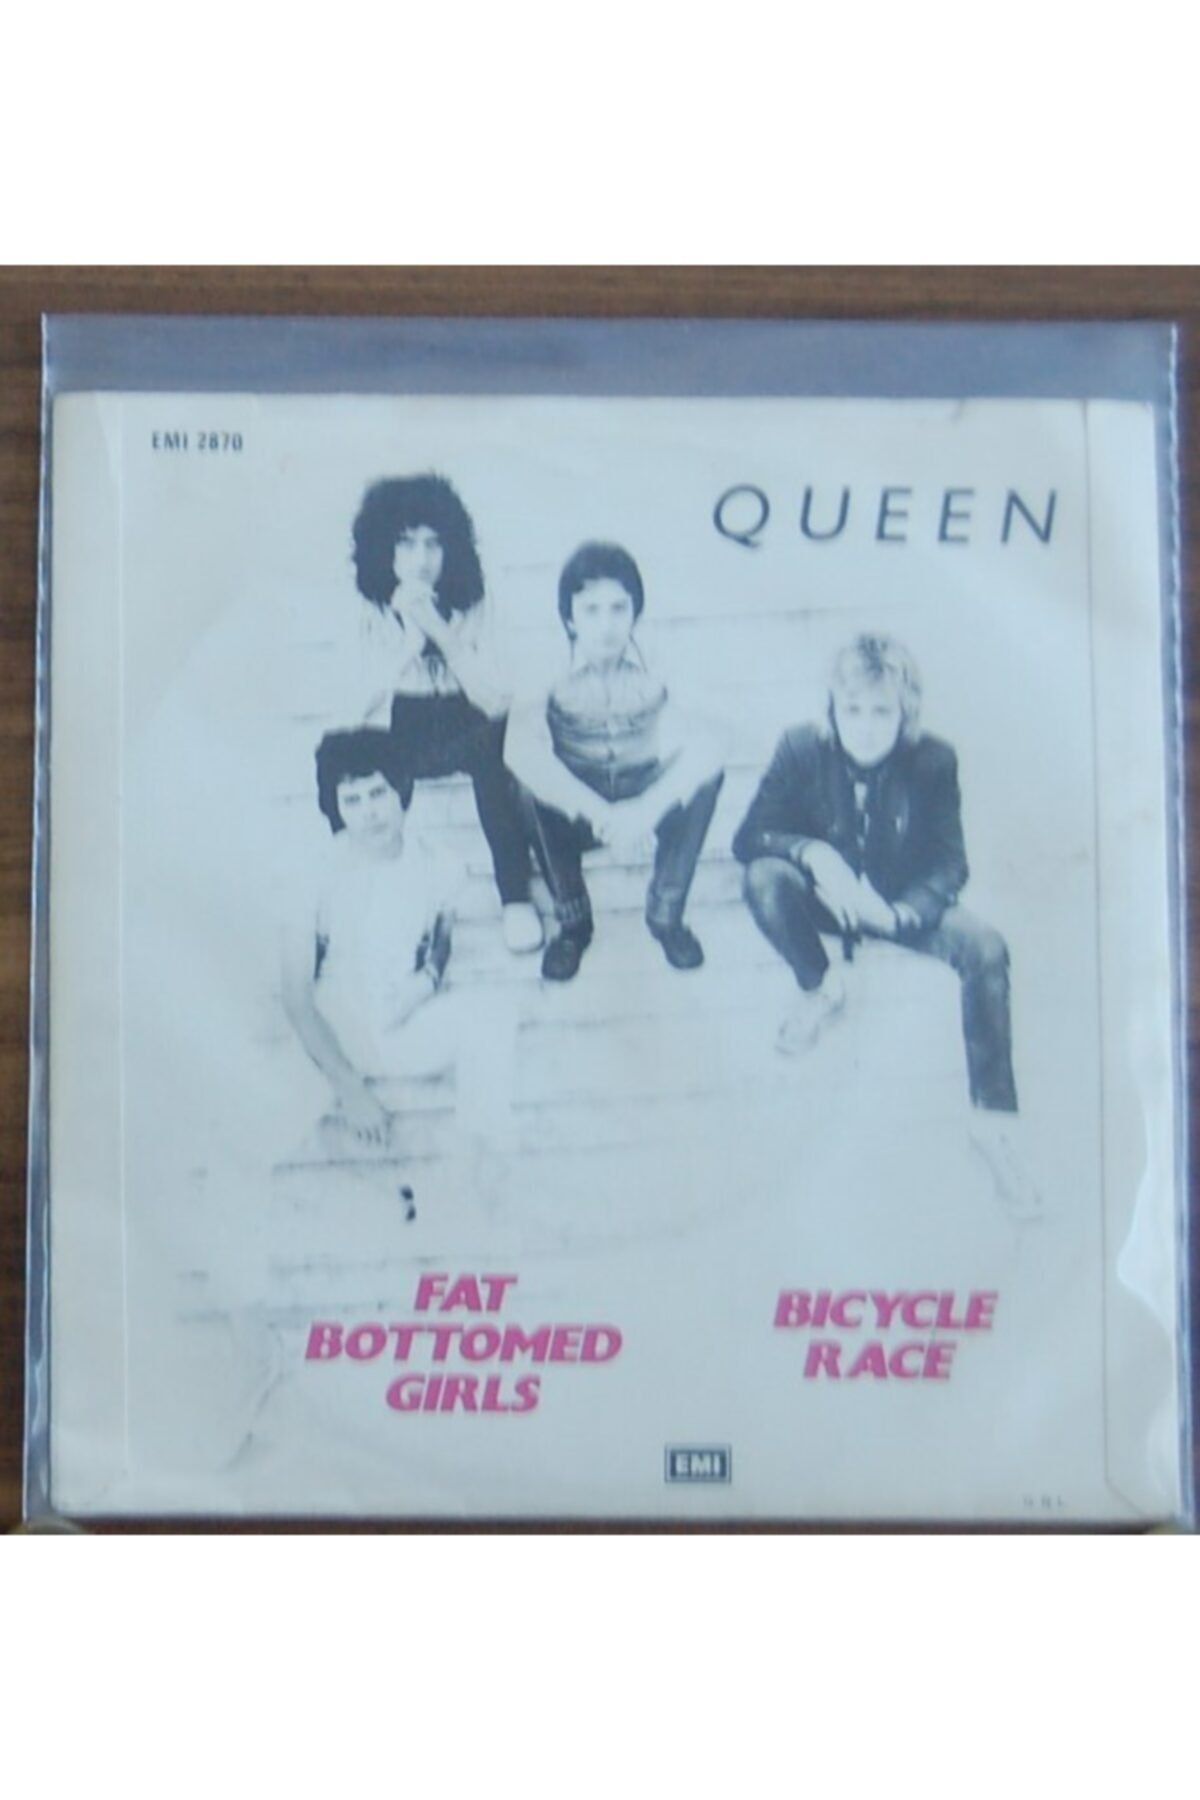 EMI 2870
QUEEN
FAT
BOTTOMED
GIRLS
BICYCLE
RACE
EMI